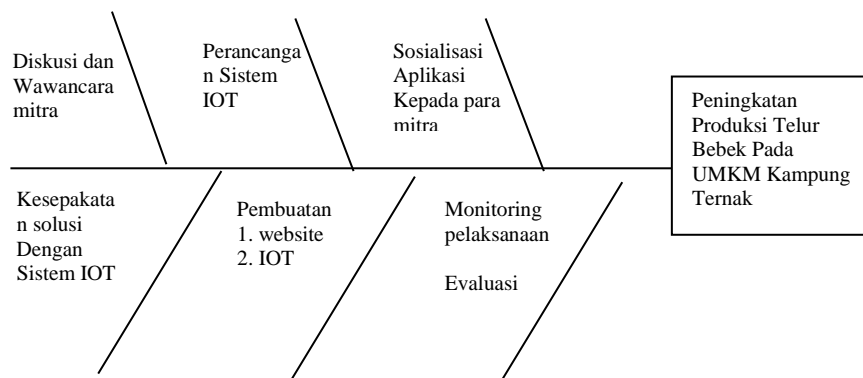 Diskusi dan
Wawancara
mitra
Perancanga
n Sistem
IOT
Sosialisasi
Aplikasi
Kepada para
mitra
Peningkatan
Produksi Telur
Bebek Pada
UMKM Kampung
Ternak
Kesepakata
n solusi
Dengan
Sistem IOT
Pembuatan
1. website
2. IOT
Monitoring
pelaksanaan
Evaluasi